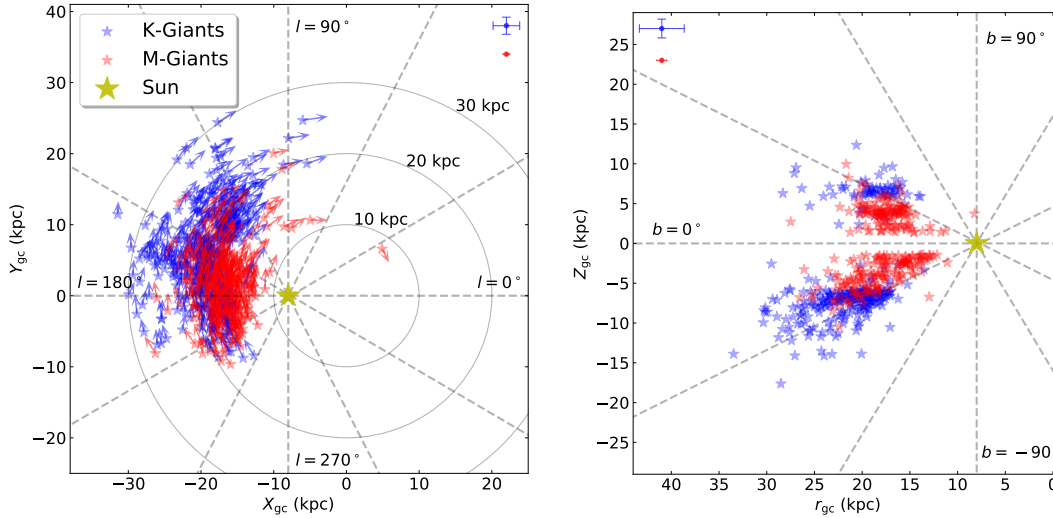 40
30
20
10
0
−10
−20
Y_gc (kpc)
K-Giants
M-Giants
Sun
l = 90°
30 kpc
20 kpc
10 kpc
l = 180°
l = 0°
l = 270°
−30
−20
−10
0
10
20
X_gc (kpc)
25
20
15
10
5
0
−5
−10
−15
−20
−25
Z_gc (kpc)
b = 90°
b = 0°
b = −90
40
35
30
25
20
15
10
5
0
r_gc (kpc)